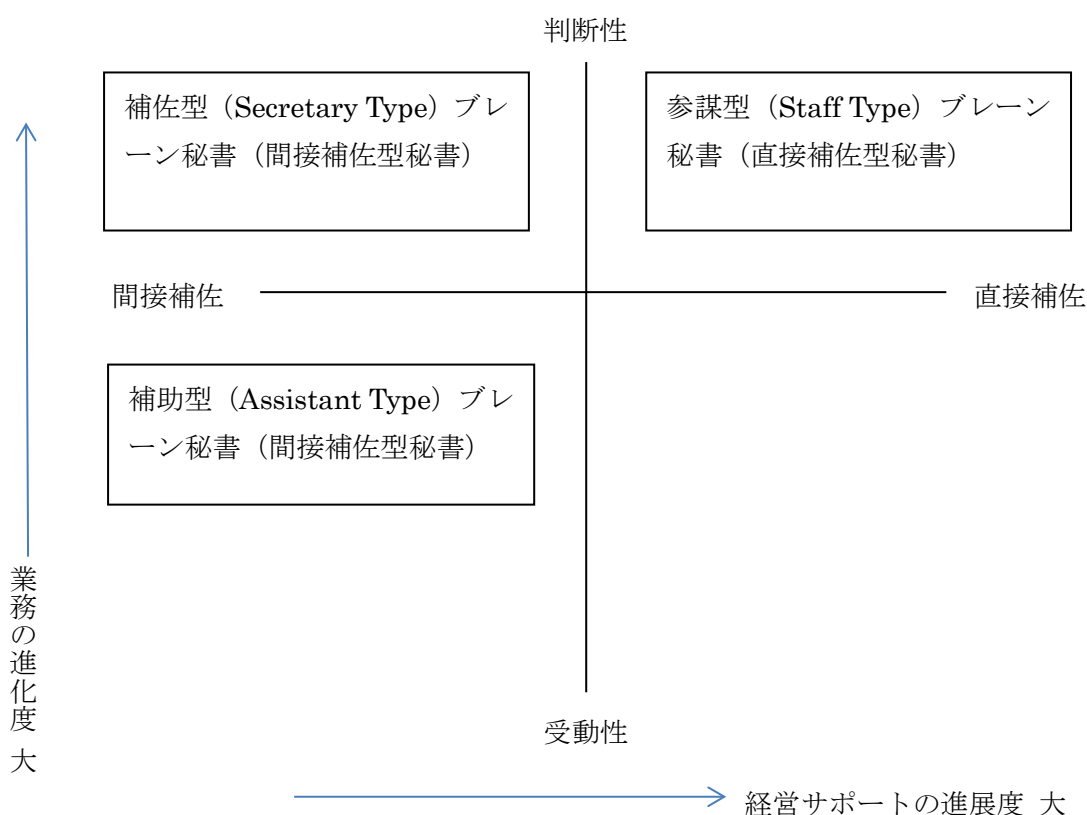 判断性
補佐型（Secretary Type）ブレ
ーン秘書（間接補佐型秘書）
参謀型（Staff Type）ブレーン
秘書（直接補佐型秘書）
間接補佐
直接補佐
補助型（Assistant Type）ブレ
ーン秘書（間接補佐型秘書）
業務の進化度 大
受動性
経営サポートの進展度 大